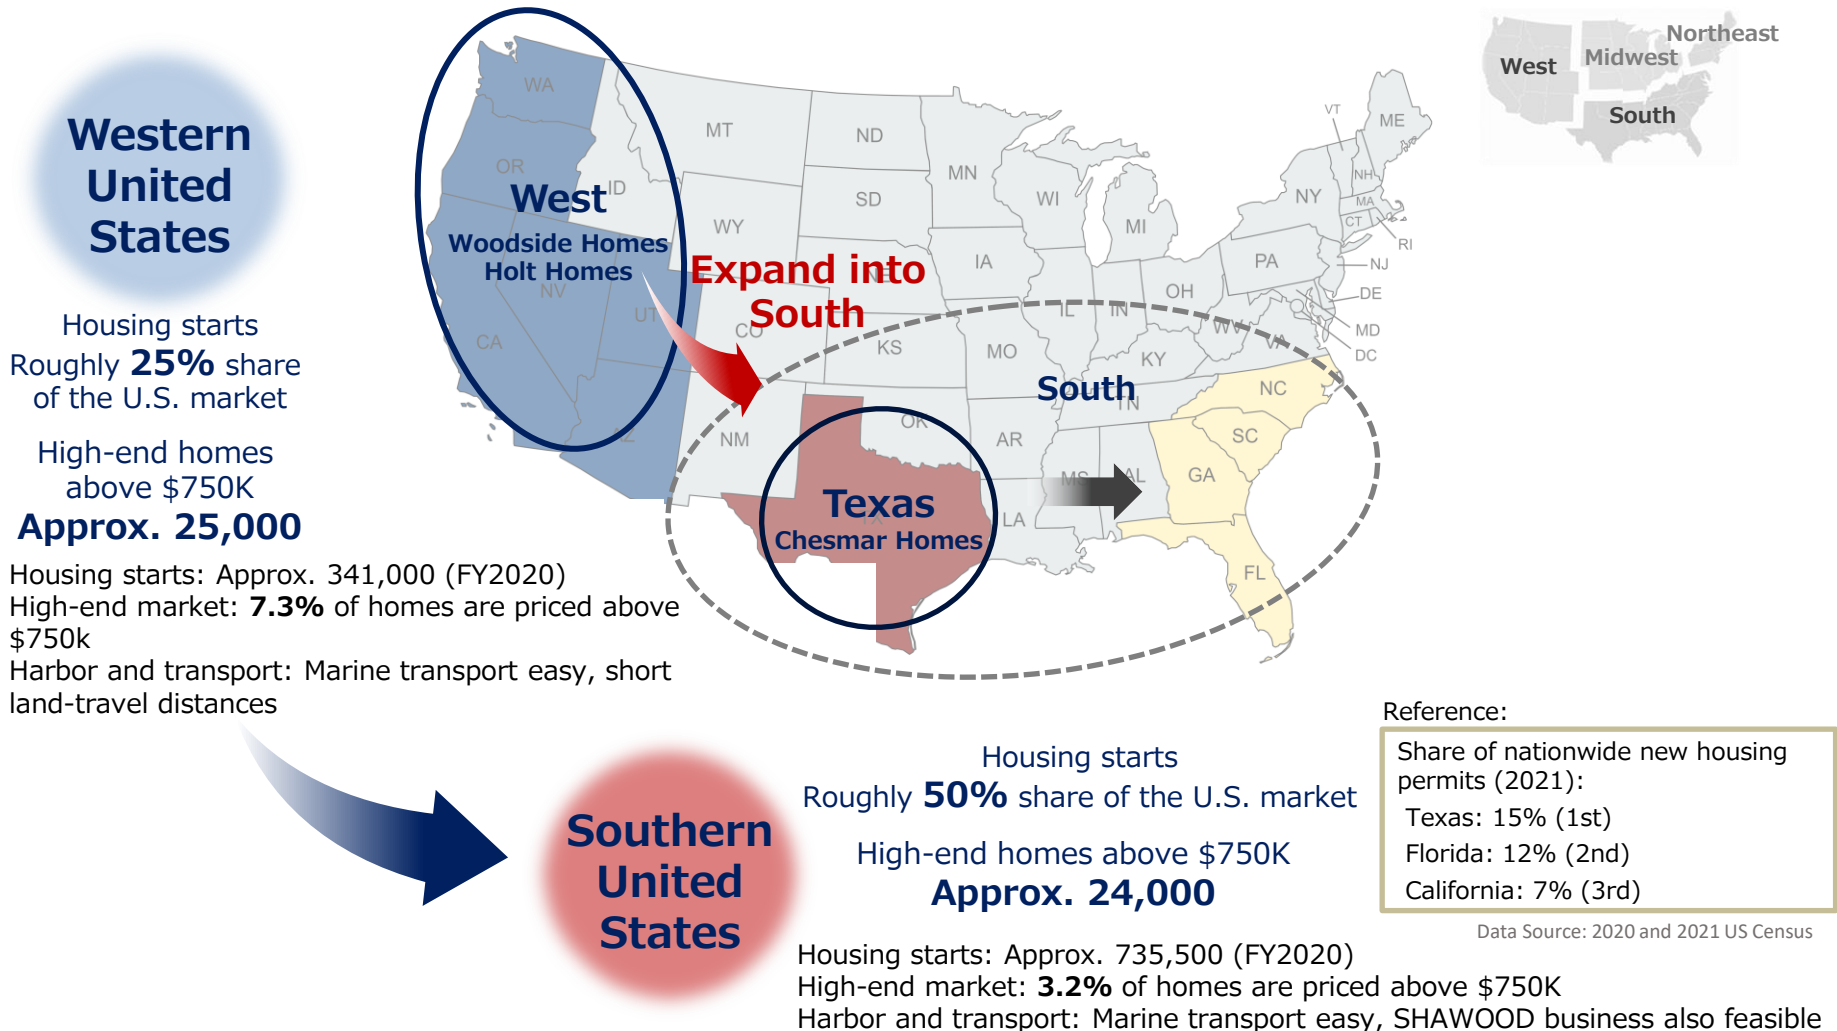 Western
United
States
Housing starts
Roughly 25% share
of the U.S. market
High-end homes
above $750K
Approx. 25,000
Housing starts: Approx. 341,000 (FY2020)
High-end market: 7.3% of homes are priced above
$750k
Harbor and transport: Marine transport easy, short
land-travel distances
West
Woodside Homes
Holt Homes
Expand into
South
South
Texas
Chesmar Homes
WA
OR
ID
MT
ND
MN
WI
MI
SD
WY
NV
UT
CA
AZ
NM
CO
NE
KS
IA
MO
IL
IN
OH
KY
WV
VA
PA
NY
VT
ME
NH
MA
CT
RI
NJ
DE
MD
DC
OK
AR
TN
NC
SC
MS
AL
GA
LA
TX
FL
Northeast
Midwest
West
South
Southern
United
States
Housing starts
Roughly 50% share of the U.S. market
High-end homes above $750K
Approx. 24,000
Housing starts: Approx. 735,500 (FY2020)
High-end market: 3.2% of homes are priced above $750K
Harbor and transport: Marine transport easy, SHAWOOD business also feasible
Reference:
Share of nationwide new housing
permits (2021):
Texas: 15% (1st)
Florida: 12% (2nd)
California: 7% (3rd)
Data Source: 2020 and 2021 US Census